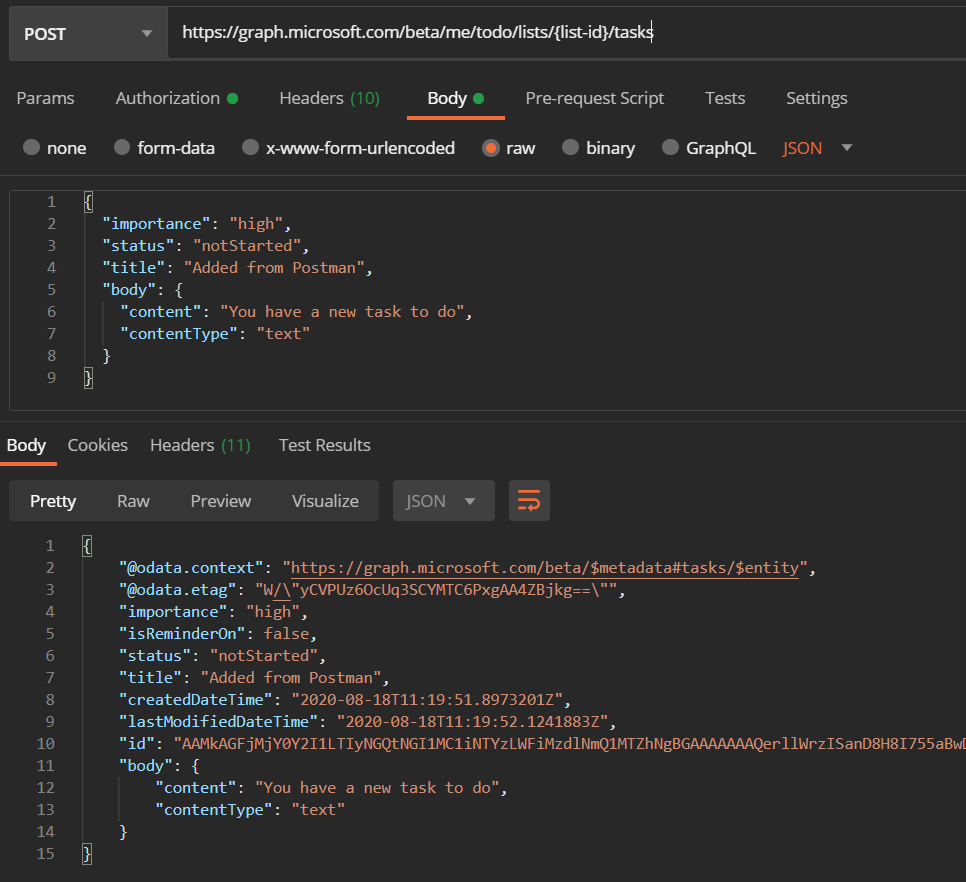 POST https://graph.microsoft.com/beta/me/todo/lists/{list-id}/tasks
Params Authorization Headers (10) Body Pre-request Script Tests Settings
none form-data x-www-form-urlencoded raw binary GraphQL JSON
1 {
2 "importance": "high",
3 "status": "notStarted",
4 "title": "Added from Postman",
5 "body": {
6 "content": "You have a new task to do",
7 "contentType": "text"
8 }
9 }
Body Cookies Headers (11) Test Results
Pretty Raw Preview Visualize JSON
1 {
2 "@odata.context": "https://graph.microsoft.com/beta/$metadata#tasks/$entity",
3 "@odata.etag": "W/\"yCVPUz6OcUq3SCYMTC6PxgAA4ZBjkg==\"",
4 "importance": "high",
5 "isReminderOn": false,
6 "status": "notStarted",
7 "title": "Added from Postman",
8 "createdDateTime": "2020-08-18T11:19:51.8973201Z",
9 "lastModifiedDateTime": "2020-08-18T11:19:52.1241883Z",
10 "id": "AAMkAGFjMjY0Y2I1LTIyNGQtNGI1MC1iNTYzLWFiMzdlNmQ1MTZhNgBGAAAAAAAQerllWrzISanD8H8I755aBwD
11 "body": {
12 "content": "You have a new task to do",
13 "contentType": "text"
14 }
15 }